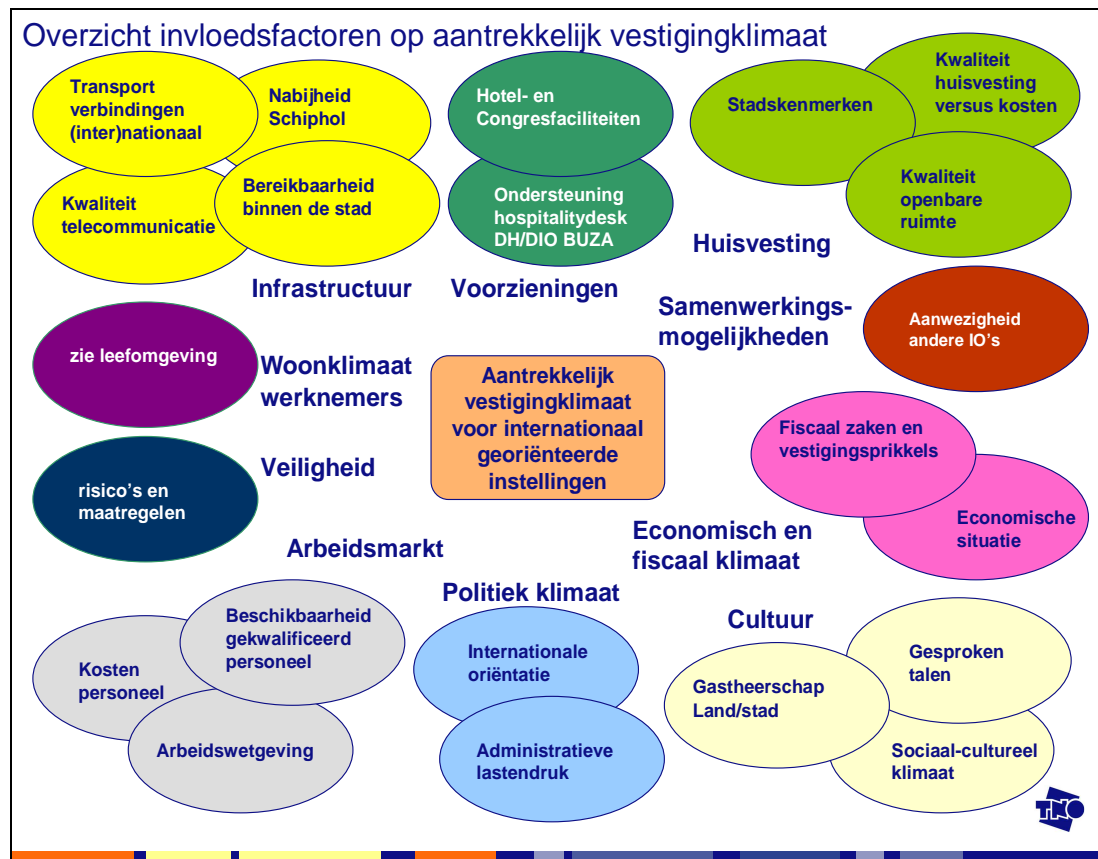 Overzicht invloedsfactoren op aantrekkelijk vestigingklimaat
Transport
verbindingen
(inter)nationaal
Nabijheid
Schiphol
Kwaliteit
telecommunicatie
Bereikbaarheid
binnen de stad
Infrastructuur
Hotel- en
Congresfaciliteiten
Ondersteuning
hospitalitydesk
DH/DIO BUZA
Voorzieningen
Stadskenmerken
Kwaliteit
huisvesting
versus kosten
Kwaliteit
openbare
ruimte
Huisvesting
Samenwerkings-
mogelijkheden
Aanwezigheid
andere IO's
zie leefomgeving
Woonklimaat
werknemers
Aantrekkelijk
vestigingklimaat
voor internationaal
georiënteerde
instellingen
Fiscaal zaken en
vestigingsprikkels
Economische
situatie
Economisch en
fiscaal klimaat
Veiligheid
risico's en
maatregelen
Arbeidsmarkt
Beschikbaarheid
gekwalificeerd
personeel
Kosten
personeel
Arbeidswetgeving
Politiek klimaat
Internationale
oriëntatie
Administratieve
lastendruk
Cultuur
Gastheerschap
Land/stad
Gesproken
talen
Sociaal-cultureel
klimaat
TNO